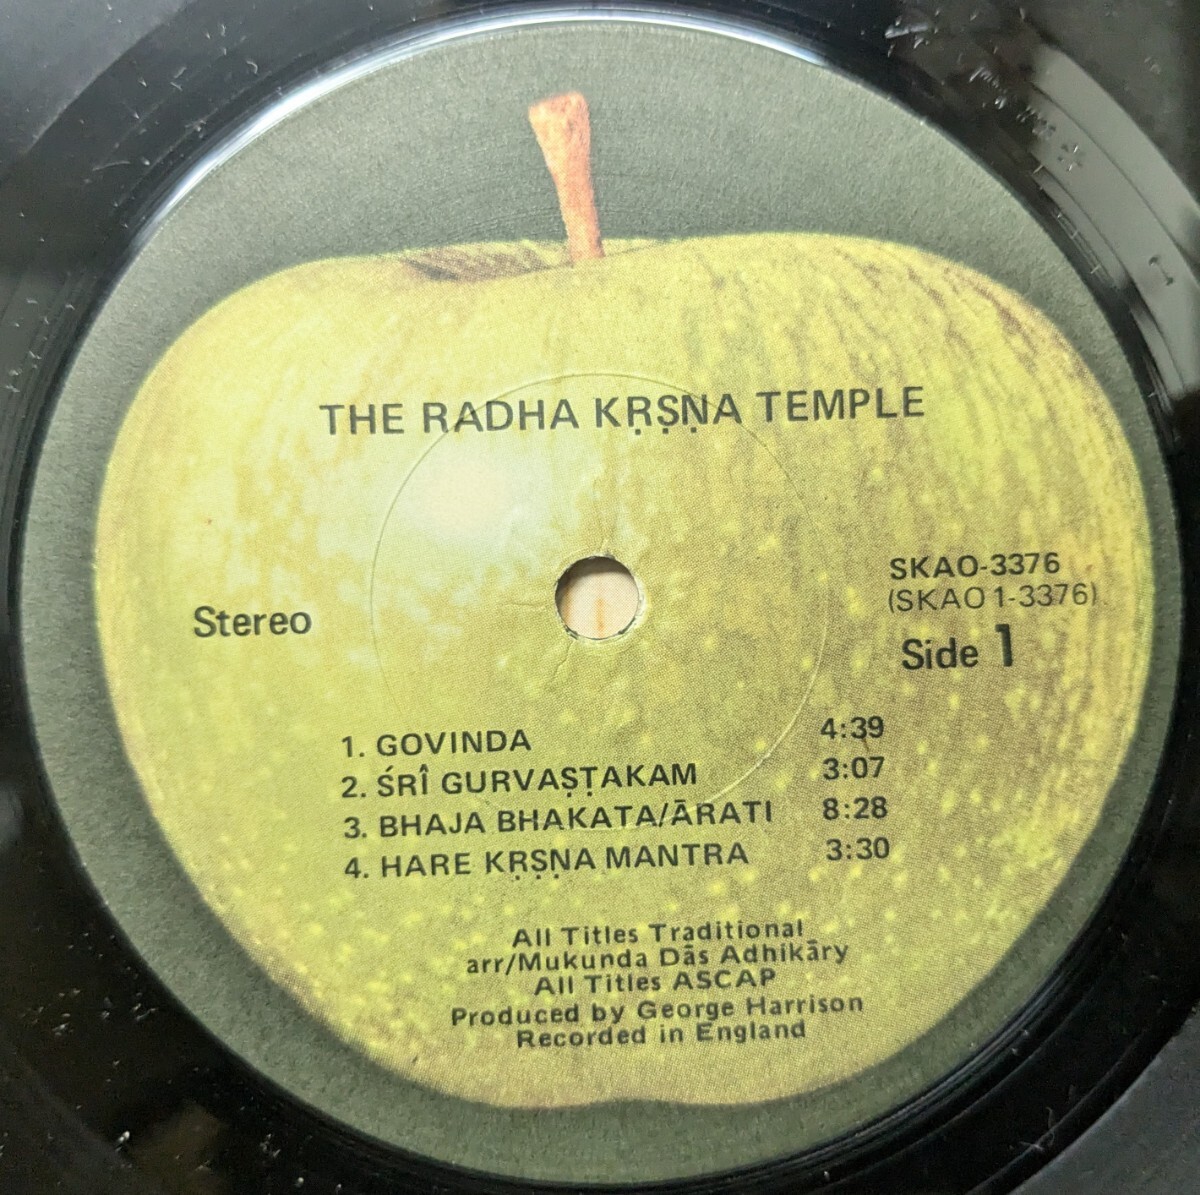 THE RADHA KṚṢṆA TEMPLE
Stereo
SKAO-3376
(SKAO 1-3376)
Side 1
1. GOVINDA 4:39
2. ŚRÎ GURVAṢṬAKAM 3:07
3. BHAJA BHAKATA/ĀRATI 8:28
4. HARE KṚṢṆA MANTRA 3:30
All Titles Traditional
arr/Mukunda Dās Adhikāry
All Titles ASCAP
Produced by George Harrison
Recorded in England